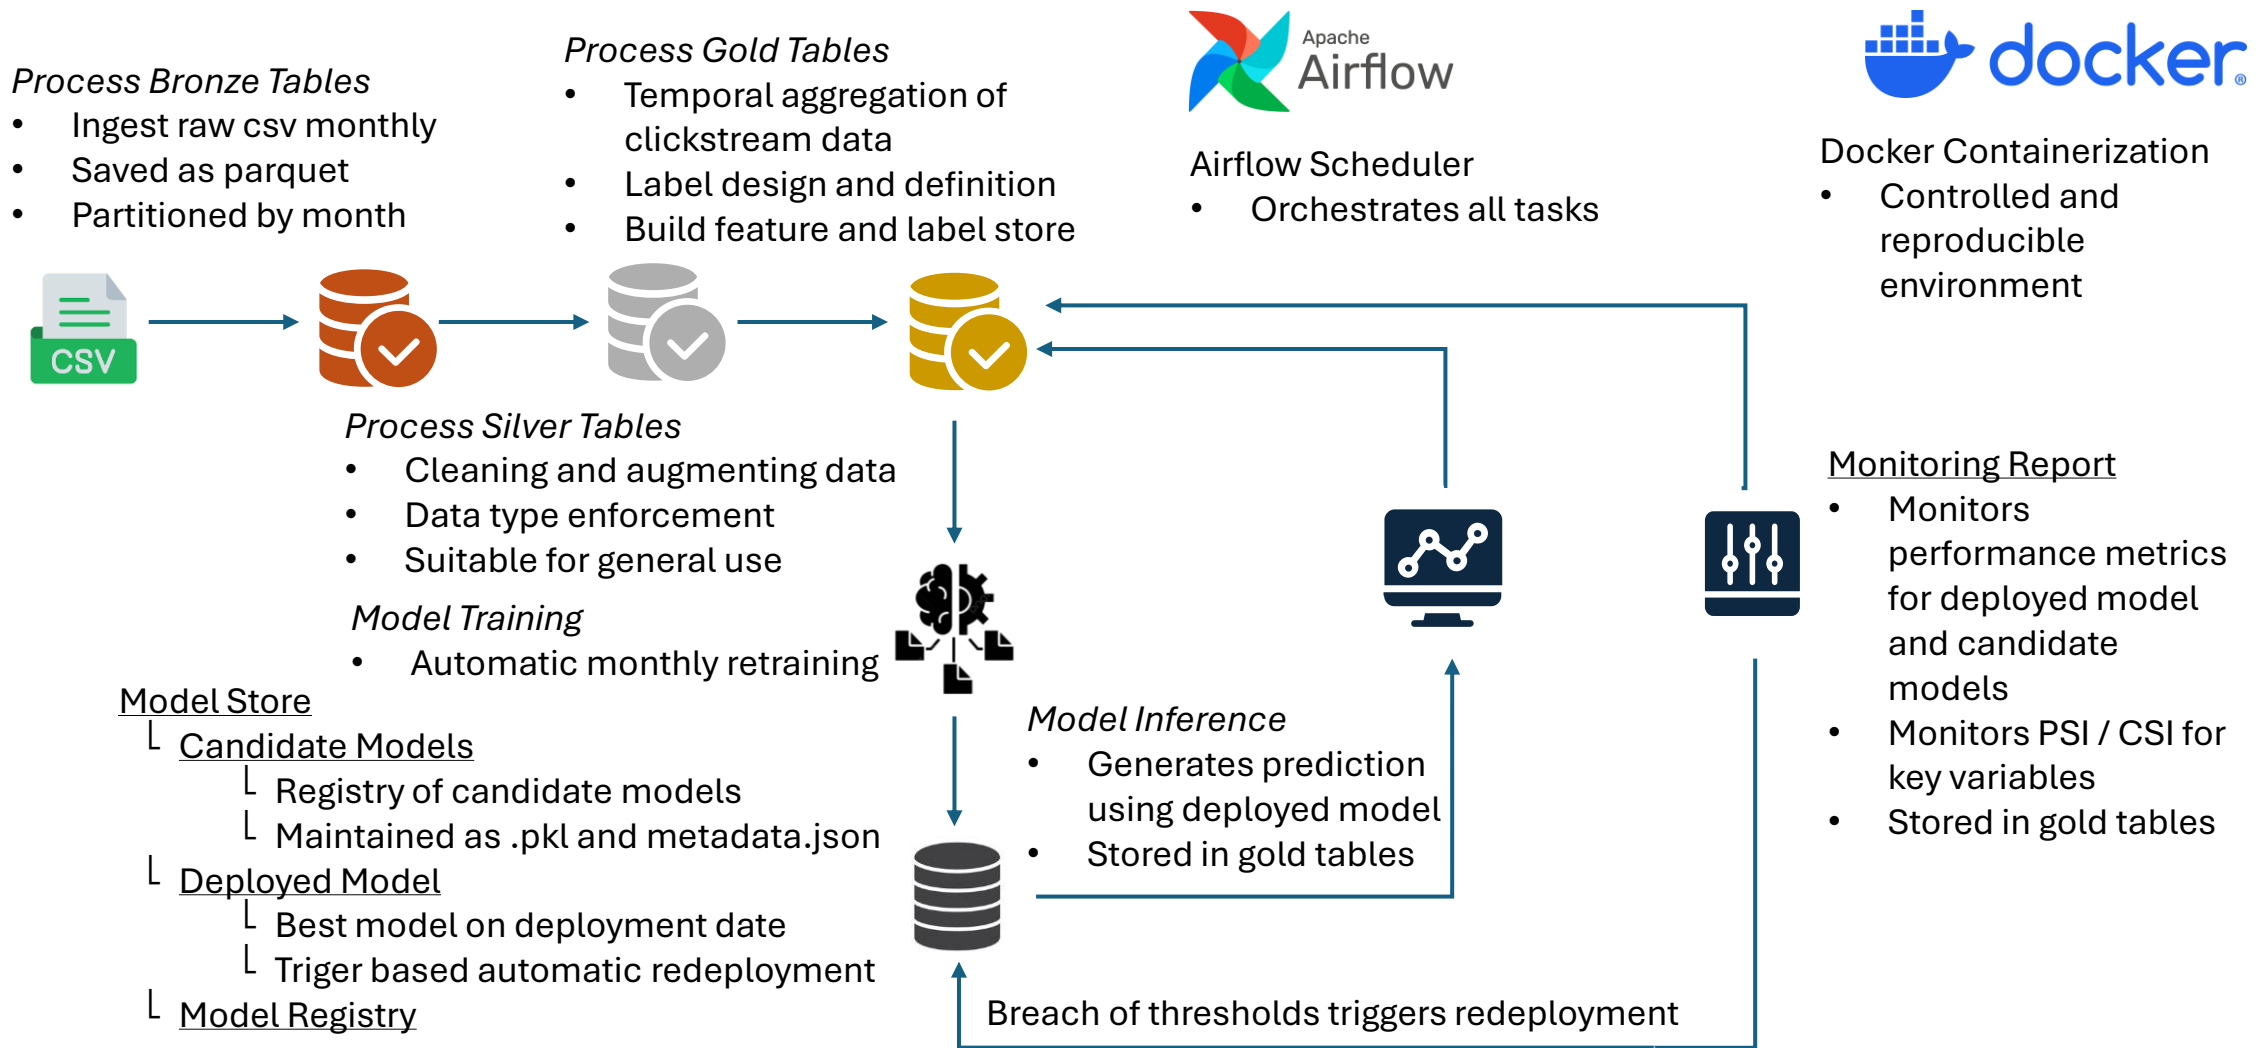 Process Bronze Tables
• Ingest raw csv monthly
• Saved as parquet
• Partitioned by month
Process Gold Tables
• Temporal aggregation of
clickstream data
• Label design and definition
• Build feature and label store
Apache
Airflow
Airflow Scheduler
• Orchestrates all tasks
docker®
Docker Containerization
• Controlled and
reproducible
environment
CSV
Process Silver Tables
• Cleaning and augmenting data
• Data type enforcement
• Suitable for general use
Model Training
• Automatic monthly retraining
Model Store
└ Candidate Models
└ Registry of candidate models
└ Maintained as .pkl and metadata.json
└ Deployed Model
└ Best model on deployment date
└ Triger based automatic redeployment
└ Model Registry
Model Inference
• Generates prediction
using deployed model
• Stored in gold tables
Monitoring Report
• Monitors
performance metrics
for deployed model
and candidate
models
• Monitors PSI / CSI for
key variables
• Stored in gold tables
Breach of thresholds triggers redeployment